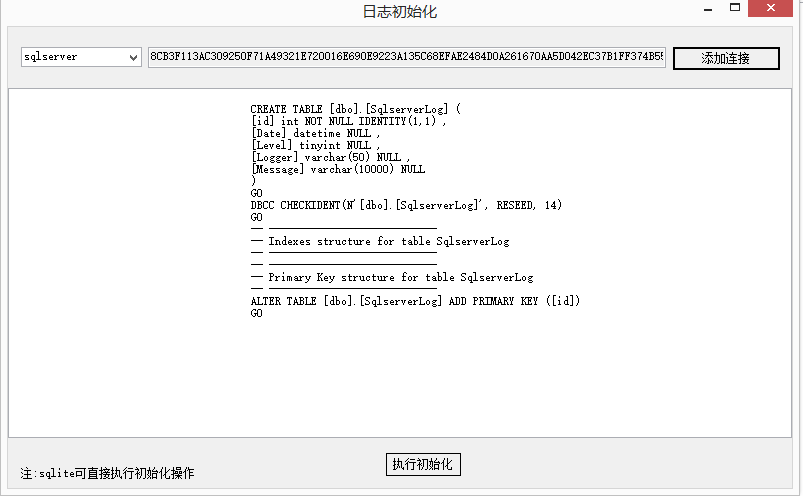 日志初始化
sqlserver
8CB3F113AC309250F71A49321E720016E690E9223A135C68EFAE2484D0A261670AA5D042EC37B1FF374B5
添加连接
CREATE TABLE [dbo].[SqlserverLog] (
[id] int NOT NULL IDENTITY(1,1) ,
[Date] datetime NULL ,
[Level] tinyint NULL ,
[Logger] varchar(50) NULL ,
[Message] varchar(10000) NULL
)
GO
DBCC CHECKIDENT(N'[dbo].[SqlserverLog]', RESEED, 14)
GO
-- ----------------------------
-- Indexes structure for table SqlserverLog
-- ----------------------------
-- ----------------------------
-- Primary Key structure for table SqlserverLog
-- ----------------------------
ALTER TABLE [dbo].[SqlserverLog] ADD PRIMARY KEY ([id])
GO
执行初始化
注:sqlite可直接执行初始化操作